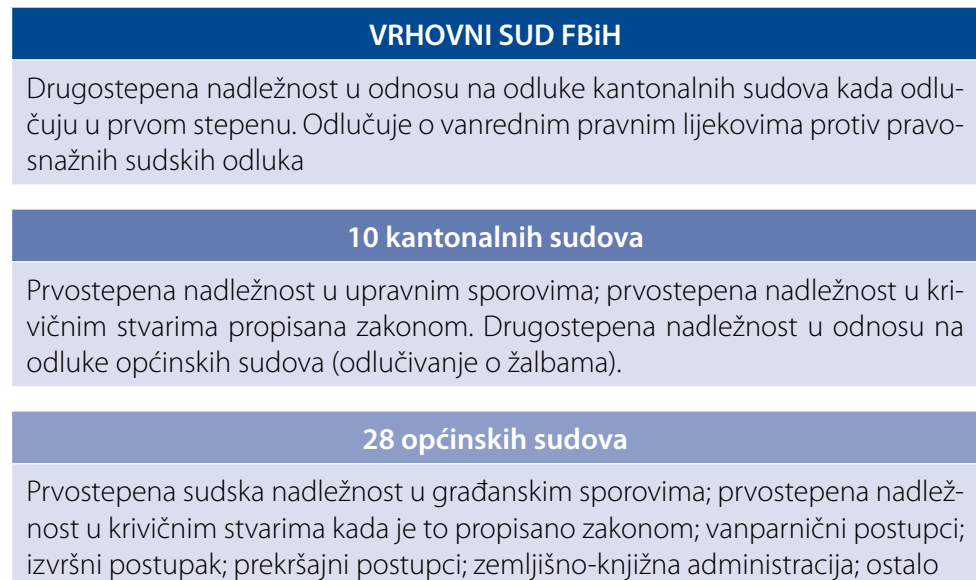 VRHOVNI SUD FBiH
Drugostepena nadležnost u odnosu na odluke kantonalnih sudova kada odlu-
čuju u prvom stepenu. Odlučuje o vanrednim pravnim lijekovima protiv pravo-
snažnih sudskih odluka
10 kantonalnih sudova
Prvostepena nadležnost u upravnim sporovima; prvostepena nadležnost u kri-
vičnim stvarima propisana zakonom. Drugostepena nadležnost u odnosu na
odluke općinskih sudova (odlučivanje o žalbama).
28 općinskih sudova
Prvostepena sudska nadležnost u građanskim sporovima; prvostepena nadlež-
nost u krivičnim stvarima kada je to propisano zakonom; vanparnični postupci;
izvršni postupak; prekršajni postupci; zemljišno-knjižna administracija; ostalo